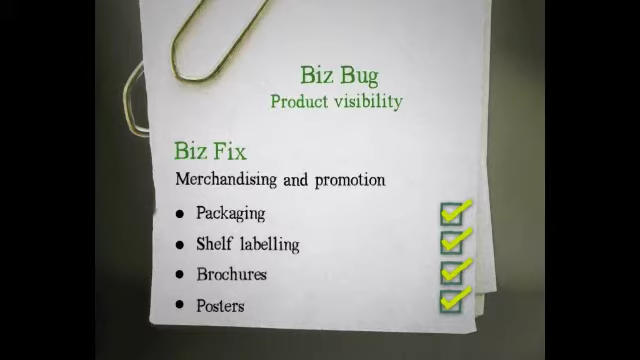 Biz Bug
Product visibility
Biz Fix
Merchandising and promotion
• Packaging
• Shelf labelling
• Brochures
• Posters